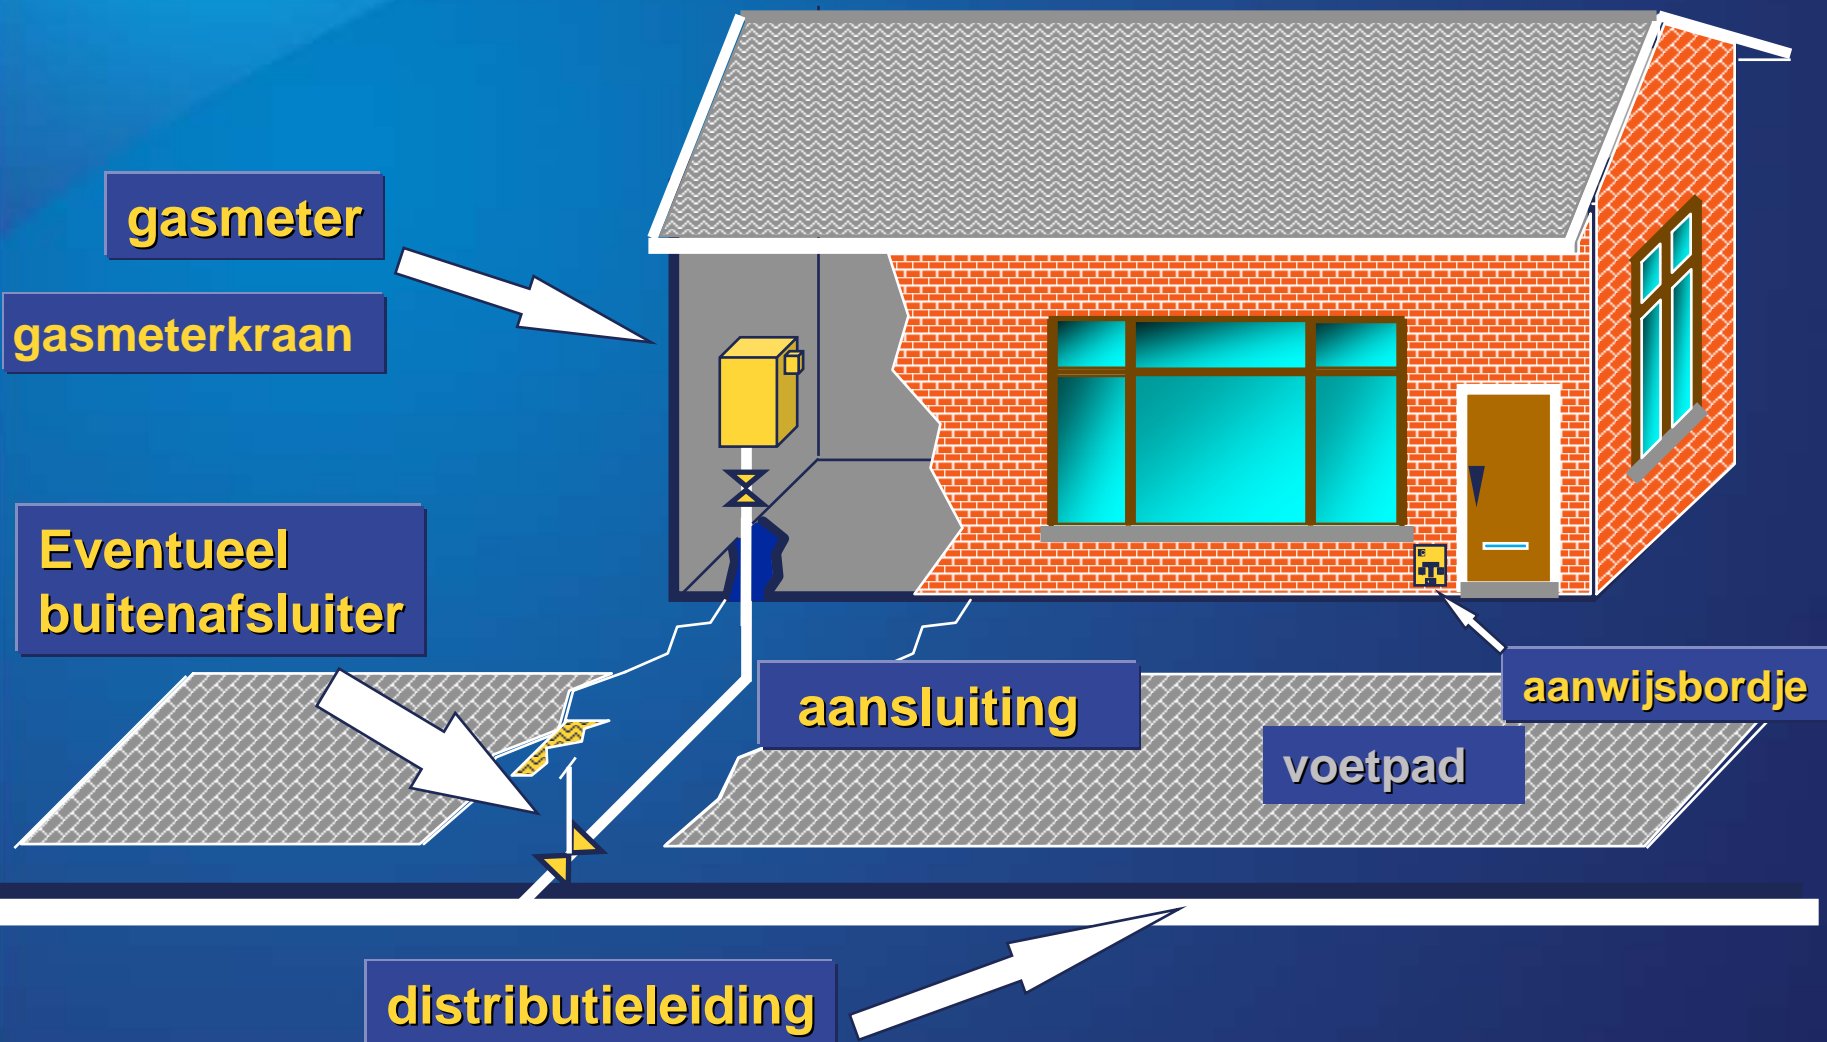 gasmeter
gasmeterkraan
Eventueel
buitenafsluiter
aansluiting
aanwijsbordje
voetpad
distributieleiding